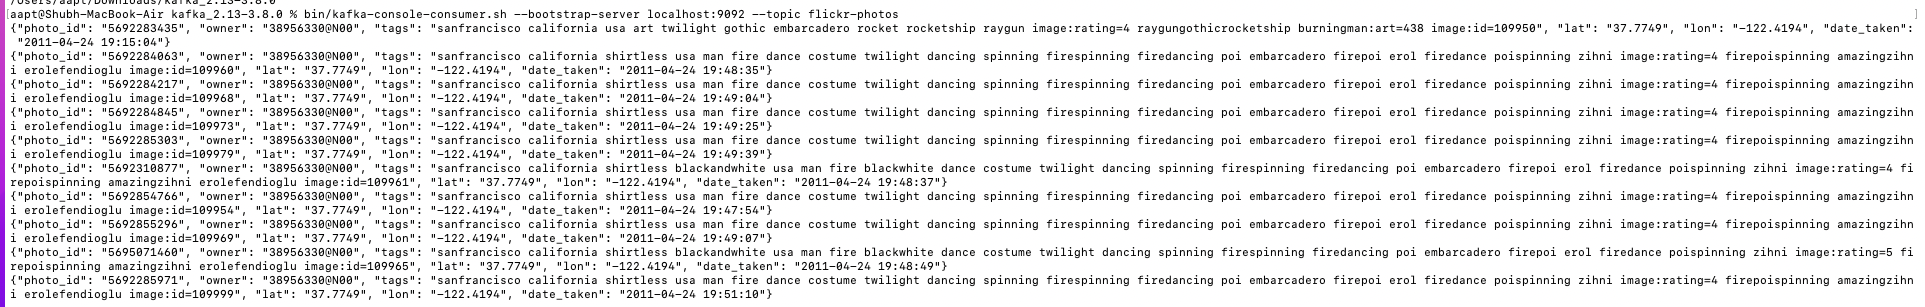 /Users/aapt/Downloads/kafka_2.13-3.8.0
[aapt@Shubh-MacBook-Air kafka_2.13-3.8.0 % bin/kafka-console-consumer.sh --bootstrap-server localhost:9092 --topic flickr-photos ]
{"photo_id": "5692283435", "owner": "38956330@N00", "tags": "sanfrancisco california usa art twilight gothic embarcadero rocket rocketship raygun image:rating=4 raygungothicrocketship burningman:art=438 image:id=109950", "lat": "37.7749", "lon": "-122.4194", "date_taken":
 "2011-04-24 19:15:04"}
{"photo_id": "5692284063", "owner": "38956330@N00", "tags": "sanfrancisco california shirtless usa man fire dance costume twilight dancing spinning firespinning firedancing poi embarcadero firepoi erol firedance poispinning zihni image:rating=4 firepoispinning amazingzihn
i erolefendioglu image:id=109960", "lat": "37.7749", "lon": "-122.4194", "date_taken": "2011-04-24 19:48:35"}
{"photo_id": "5692284217", "owner": "38956330@N00", "tags": "sanfrancisco california shirtless usa man fire dance costume twilight dancing spinning firespinning firedancing poi embarcadero firepoi erol firedance poispinning zihni image:rating=4 firepoispinning amazingzihn
i erolefendioglu image:id=109968", "lat": "37.7749", "lon": "-122.4194", "date_taken": "2011-04-24 19:49:04"}
{"photo_id": "5692284845", "owner": "38956330@N00", "tags": "sanfrancisco california shirtless usa man fire dance costume twilight dancing spinning firespinning firedancing poi embarcadero firepoi erol firedance poispinning zihni image:rating=4 firepoispinning amazingzihn
i erolefendioglu image:id=109973", "lat": "37.7749", "lon": "-122.4194", "date_taken": "2011-04-24 19:49:25"}
{"photo_id": "5692285303", "owner": "38956330@N00", "tags": "sanfrancisco california shirtless usa man fire dance costume twilight dancing spinning firespinning firedancing poi embarcadero firepoi erol firedance poispinning zihni image:rating=4 firepoispinning amazingzihn
i erolefendioglu image:id=109979", "lat": "37.7749", "lon": "-122.4194", "date_taken": "2011-04-24 19:49:39"}
{"photo_id": "5692310877", "owner": "38956330@N00", "tags": "sanfrancisco california shirtless blackandwhite usa man fire blackwhite dance costume twilight dancing spinning firespinning firedancing poi embarcadero firepoi erol firedance poispinning zihni image:rating=4 fi
repoispinning amazingzihni erolefendioglu image:id=109961", "lat": "37.7749", "lon": "-122.4194", "date_taken": "2011-04-24 19:48:37"}
{"photo_id": "5692854766", "owner": "38956330@N00", "tags": "sanfrancisco california shirtless usa man fire dance costume twilight dancing spinning firespinning firedancing poi embarcadero firepoi erol firedance poispinning zihni image:rating=4 firepoispinning amazingzihn
i erolefendioglu image:id=109954", "lat": "37.7749", "lon": "-122.4194", "date_taken": "2011-04-24 19:47:54"}
{"photo_id": "5692855296", "owner": "38956330@N00", "tags": "sanfrancisco california shirtless usa man fire dance costume twilight dancing spinning firespinning firedancing poi embarcadero firepoi erol firedance poispinning zihni image:rating=4 firepoispinning amazingzihn
i erolefendioglu image:id=109969", "lat": "37.7749", "lon": "-122.4194", "date_taken": "2011-04-24 19:49:07"}
{"photo_id": "5695071460", "owner": "38956330@N00", "tags": "sanfrancisco california shirtless blackandwhite usa man fire blackwhite dance costume twilight dancing spinning firespinning firedancing poi embarcadero firepoi erol firedance poispinning zihni image:rating=5 fi
repoispinning amazingzihni erolefendioglu image:id=109965", "lat": "37.7749", "lon": "-122.4194", "date_taken": "2011-04-24 19:48:49"}
{"photo_id": "5692285971", "owner": "38956330@N00", "tags": "sanfrancisco california shirtless usa man fire dance costume twilight dancing spinning firespinning firedancing poi embarcadero firepoi erol firedance poispinning zihni image:rating=4 firepoispinning amazingzihn
i erolefendioglu image:id=109999", "lat": "37.7749", "lon": "-122.4194", "date_taken": "2011-04-24 19:51:10"}